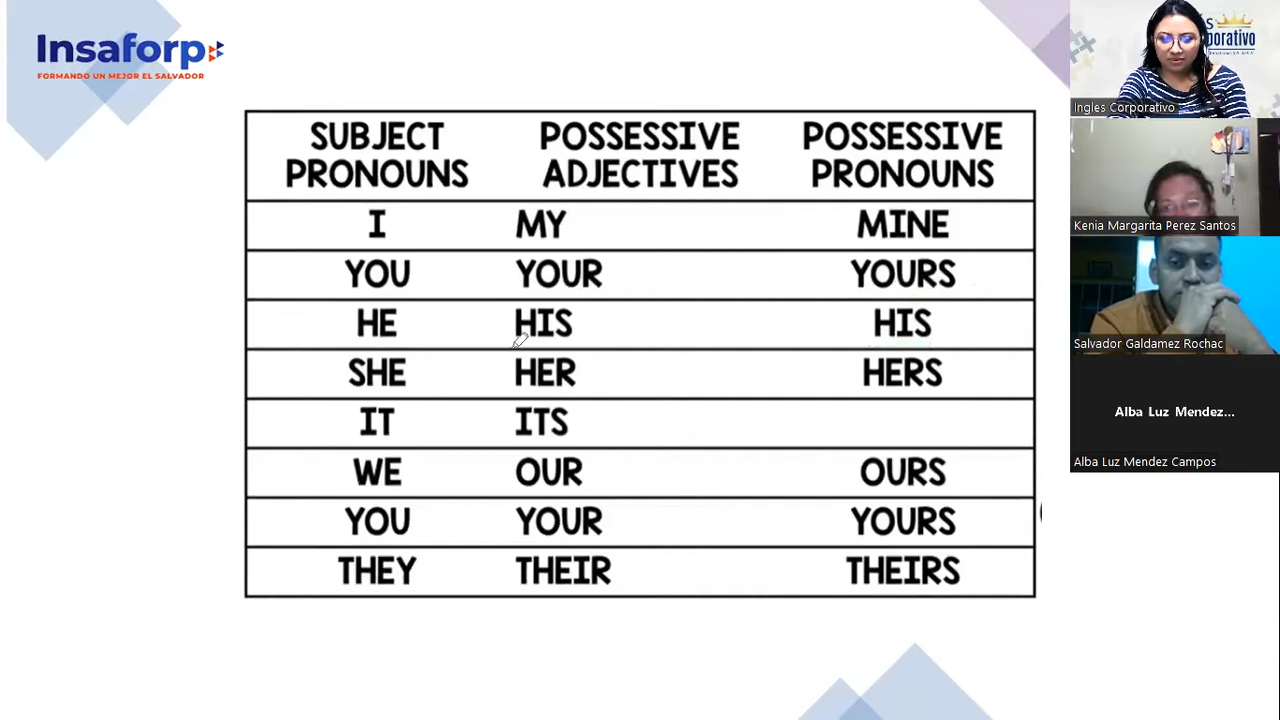 Insaforp
FORMANDO UN MEJOR EL SALVADOR
SUBJECT PRONOUNS POSSESSIVE ADJECTIVES POSSESSIVE PRONOUNS
I MY MINE
YOU YOUR YOURS
HE HIS HIS
SHE HER HERS
IT ITS
WE OUR OURS
YOU YOUR YOURS
THEY THEIR THEIRS
Ingles Corporativo
Kenia Margarita Perez Santos
Salvador Galdamez Rochac
Alba Luz Mendez...
Alba Luz Mendez Campos